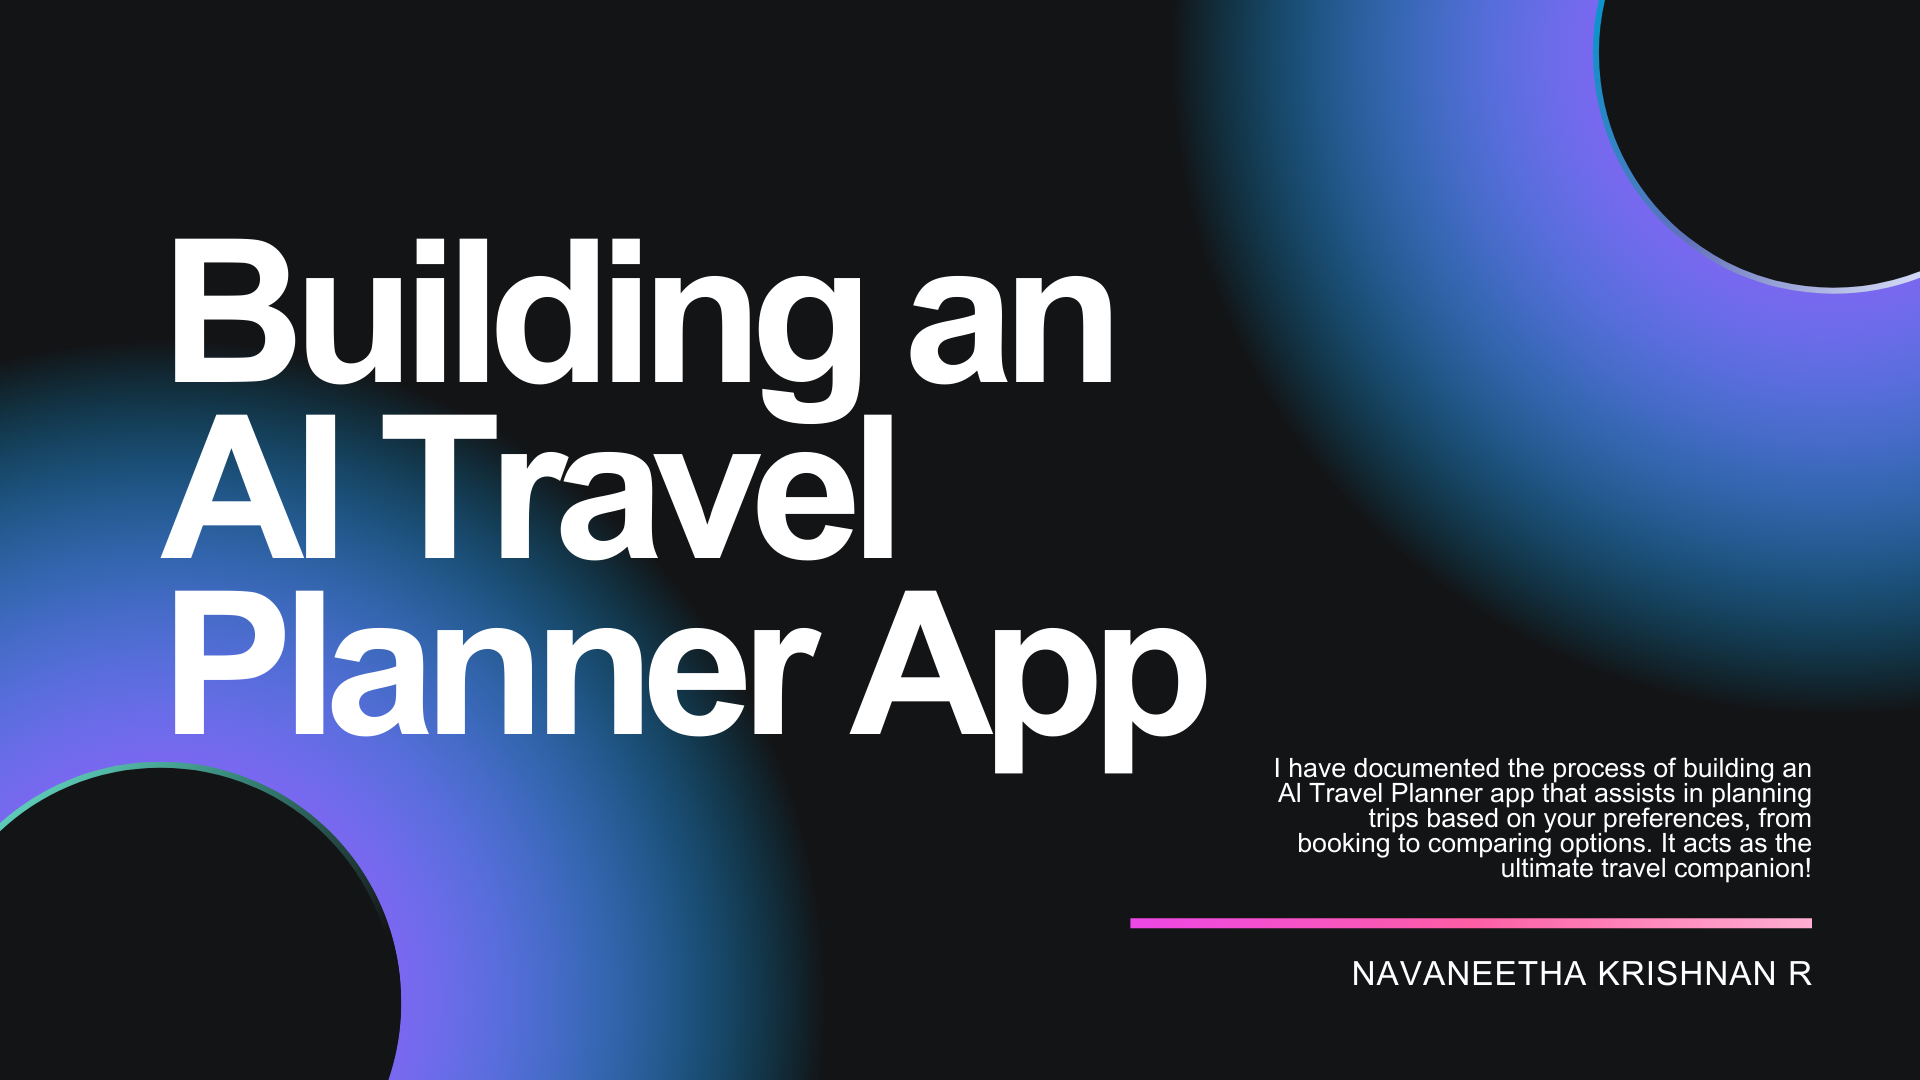 Building an
AI Travel
Planner App
I have documented the process of building an
AI Travel Planner app that assists in planning
trips based on your preferences, from
booking to comparing options. It acts as the
ultimate travel companion!
NAVANEETHA KRISHNAN R